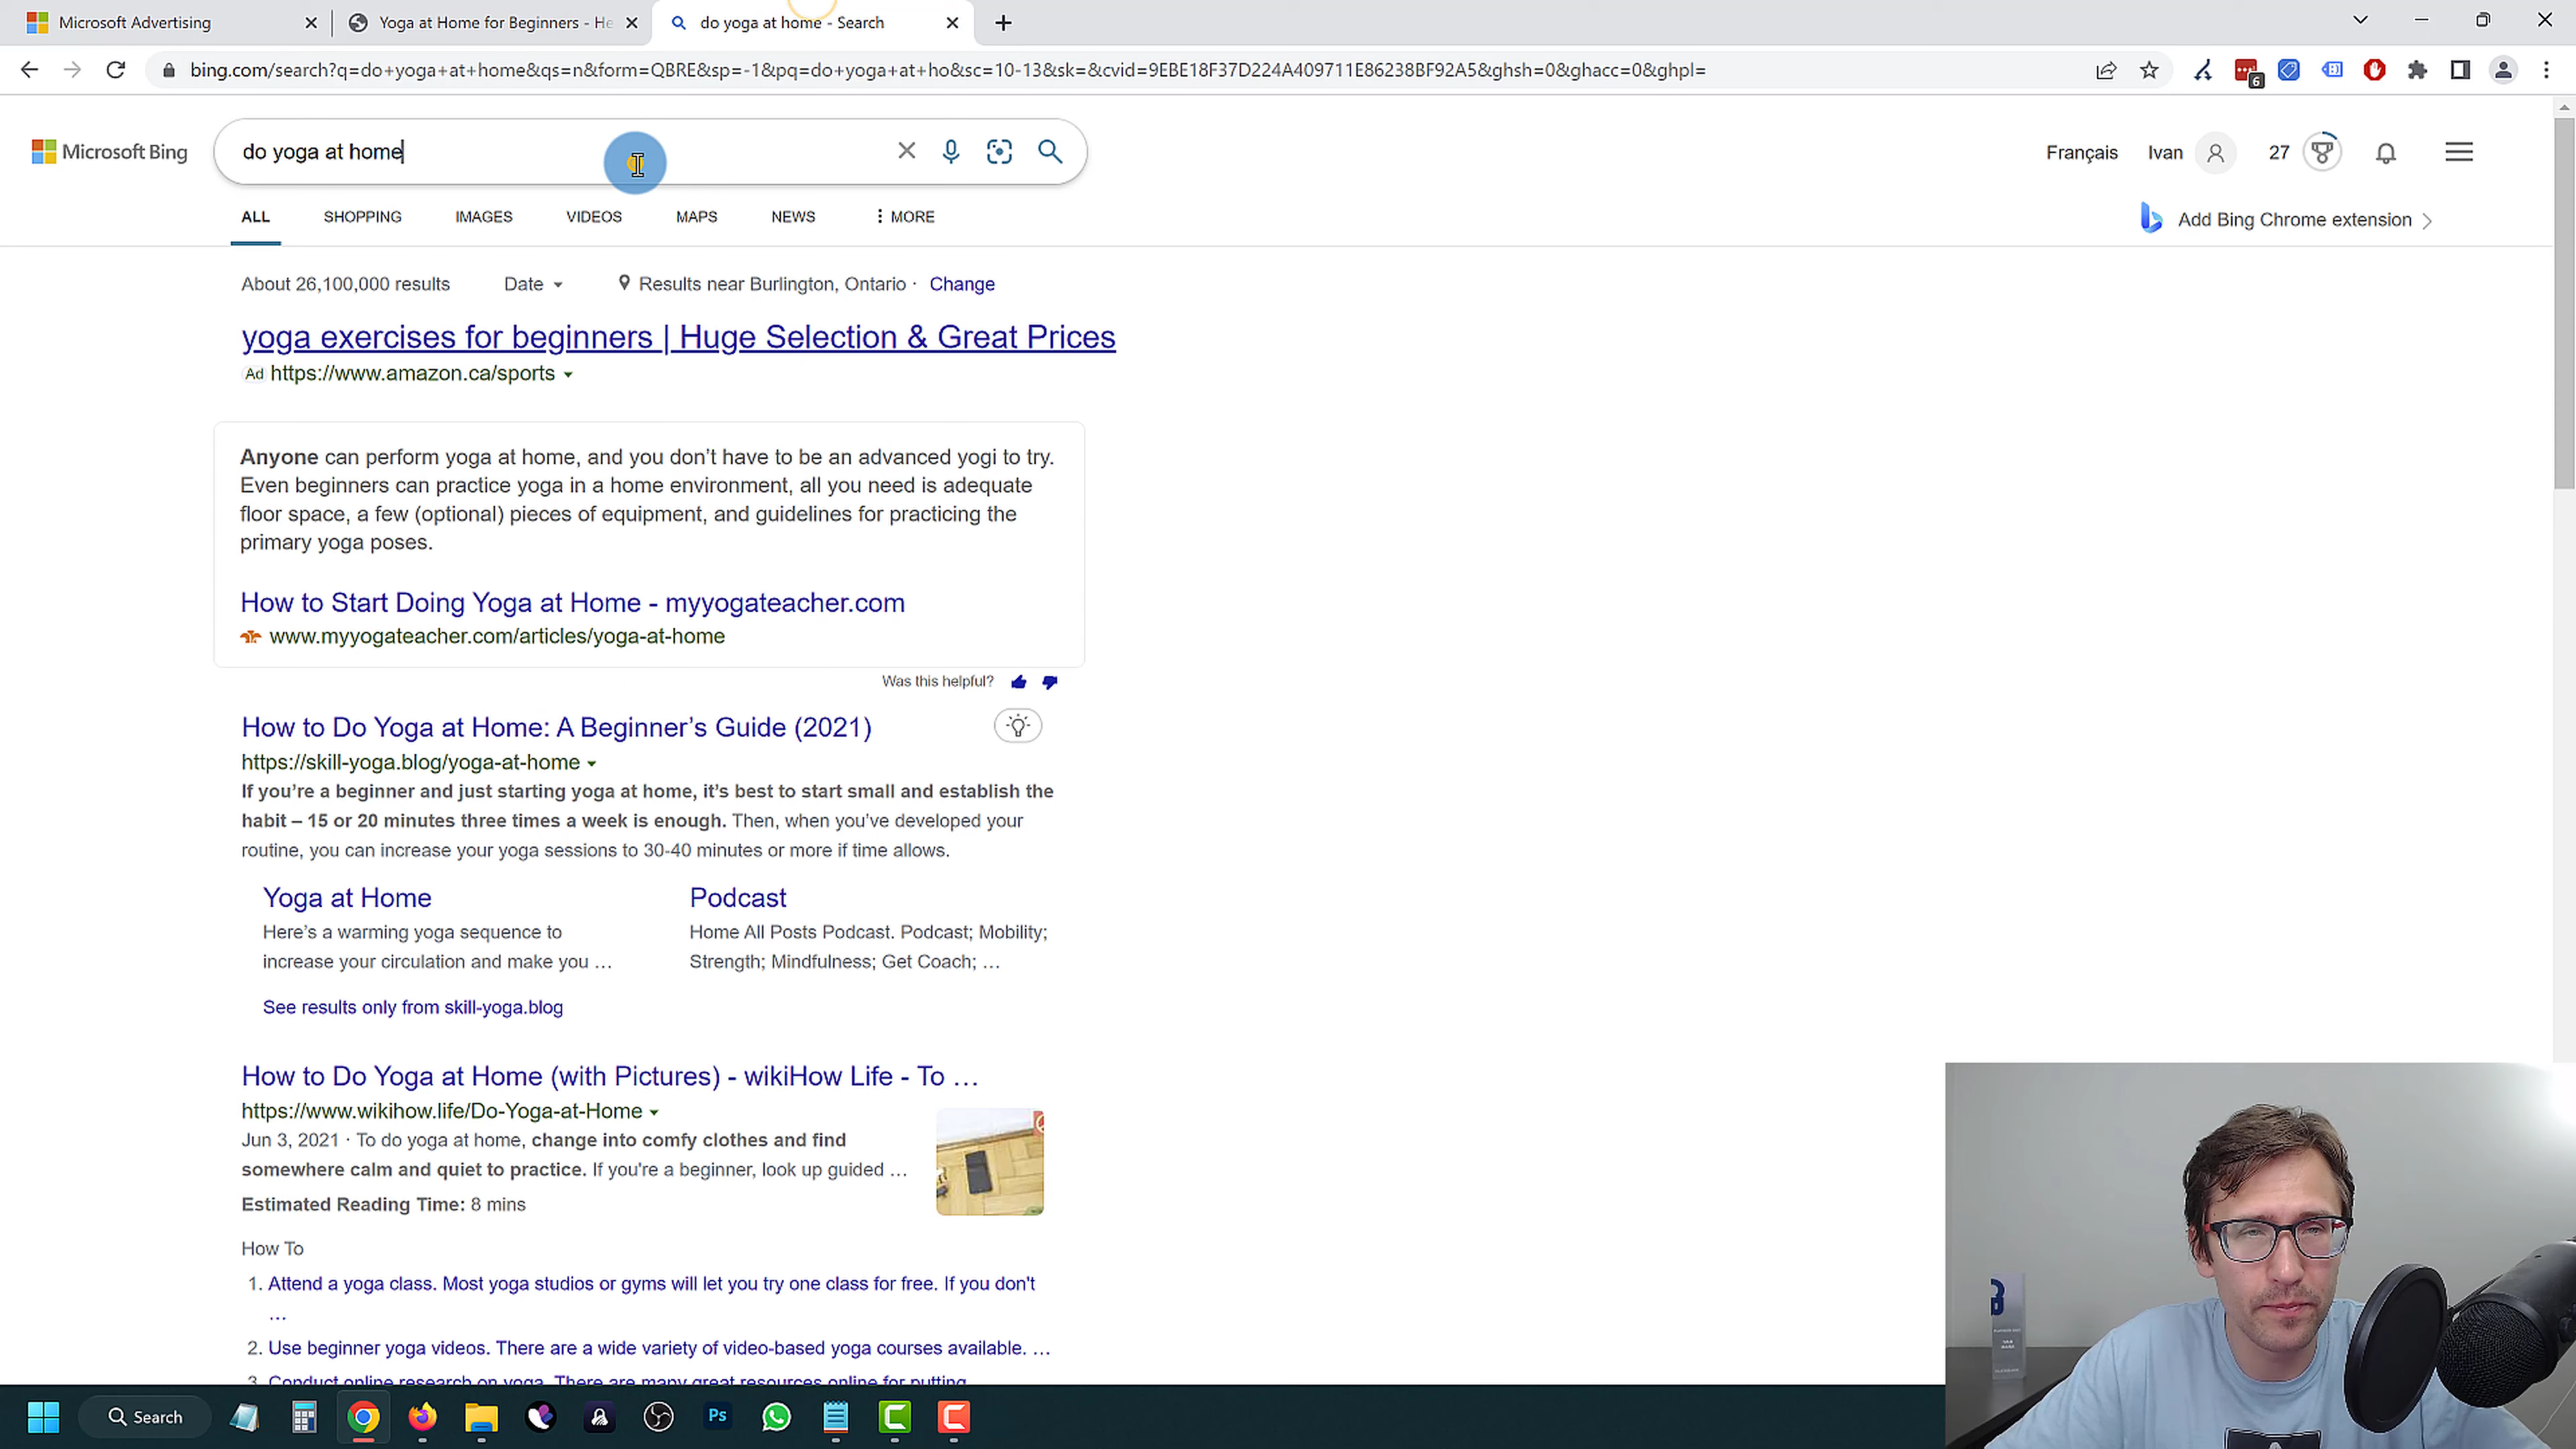 Microsoft Advertising
Yoga at Home for Beginners - He
do yoga at home - Search
bing.com/search?q=do+yoga+at+home&qs=n&form=QBRE&sp=-1&pq=do+yoga+at+ho&sc=10-13&sk=&cvid=9EBE18F37D224A409711E86238BF92A5&ghsh=0&ghacc=0&ghpl=
6
Microsoft Bing
do yoga at home
Français
Ivan
27
ALL
SHOPPING
IMAGES
VIDEOS
MAPS
NEWS
MORE
Add Bing Chrome extension
About 26,100,000 results
Date
Results near Burlington, Ontario · Change
yoga exercises for beginners | Huge Selection & Great Prices
Ad https://www.amazon.ca/sports
Anyone can perform yoga at home, and you don't have to be an advanced yogi to try.
Even beginners can practice yoga in a home environment, all you need is adequate
floor space, a few (optional) pieces of equipment, and guidelines for practicing the
primary yoga poses.
How to Start Doing Yoga at Home - myyogateacher.com
www.myyogateacher.com/articles/yoga-at-home
Was this helpful?
How to Do Yoga at Home: A Beginner's Guide (2021)
https://skill-yoga.blog/yoga-at-home
If you're a beginner and just starting yoga at home, it's best to start small and establish the
habit – 15 or 20 minutes three times a week is enough. Then, when you've developed your
routine, you can increase your yoga sessions to 30-40 minutes or more if time allows.
Yoga at Home
Here's a warming yoga sequence to
increase your circulation and make you ...
Podcast
Home All Posts Podcast. Podcast; Mobility;
Strength; Mindfulness; Get Coach; ...
See results only from skill-yoga.blog
How to Do Yoga at Home (with Pictures) - wikiHow Life - To ...
https://www.wikihow.life/Do-Yoga-at-Home
Jun 3, 2021 · To do yoga at home, change into comfy clothes and find
somewhere calm and quiet to practice. If you're a beginner, look up guided ...
Estimated Reading Time: 8 mins
How To
1. Attend a yoga class. Most yoga studios or gyms will let you try one class for free. If you don't
...
2. Use beginner yoga videos. There are a wide variety of video-based yoga courses available. ...
3. Conduct online research on yoga. There are many great resources online for putting
Search
Ps